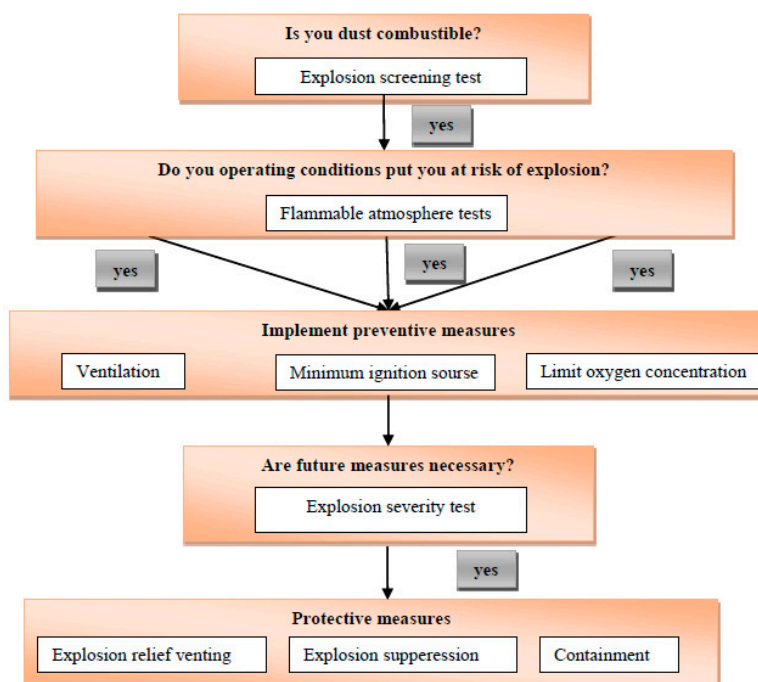 Is you dust combustible?
Explosion screening test
yes
Do you operating conditions put you at risk of explosion?
Flammable atmosphere tests
yes
yes
yes
Implement preventive measures
Ventilation
Minimum ignition sourse
Limit oxygen concentration
Are future measures necessary?
Explosion severity test
yes
Protective measures
Explosion relief venting
Explosion supperession
Containment